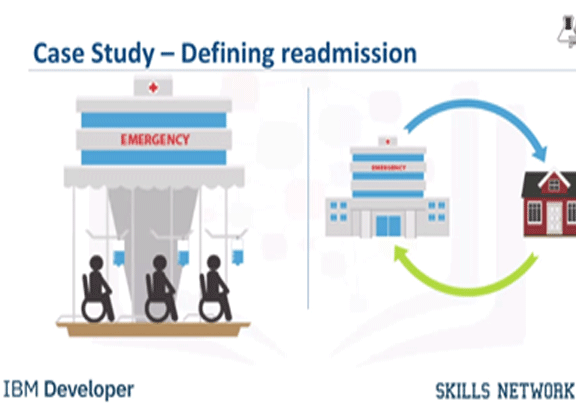 Case Study – Defining readmission
EMERGENCY
EMERGENCY
IBM Developer
SKILLS NETWORK